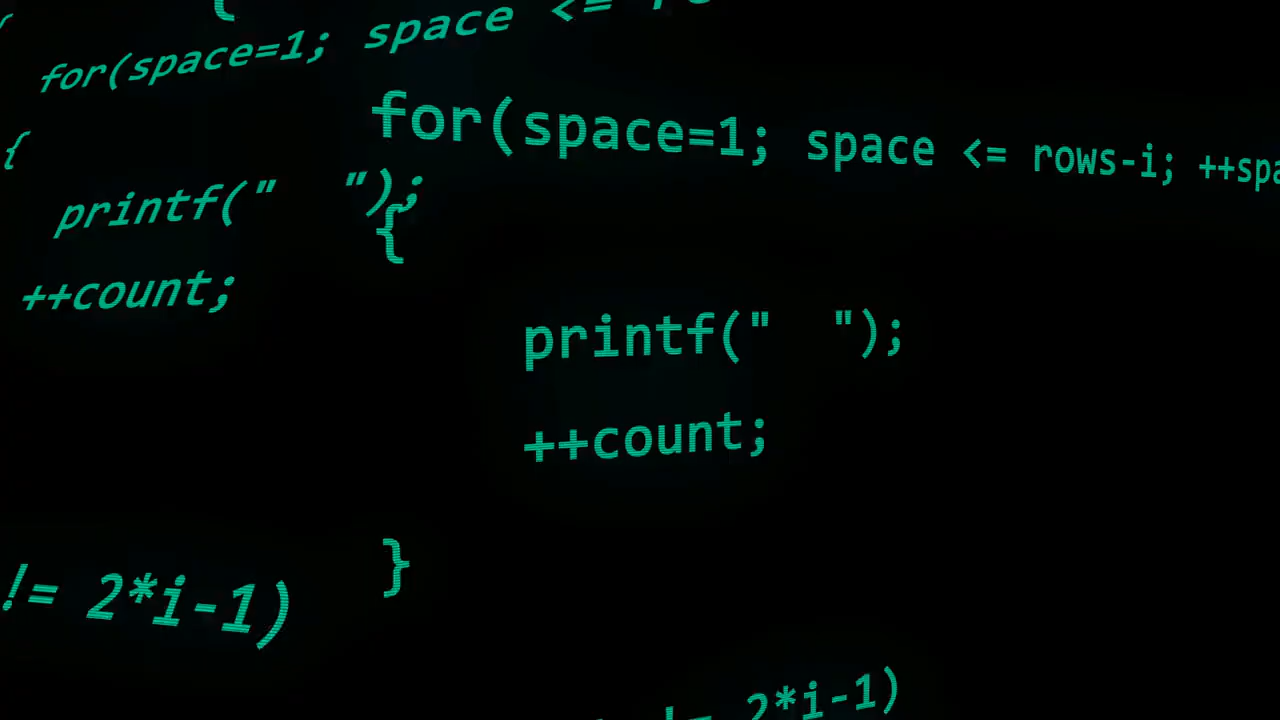 {
for(space=1; space <=
{
printf("  ");
++count;
for(space=1; space <= rows-i; ++spa
{
printf("  ");
++count;
}
!= 2*i-1)
!= 2*i-1)